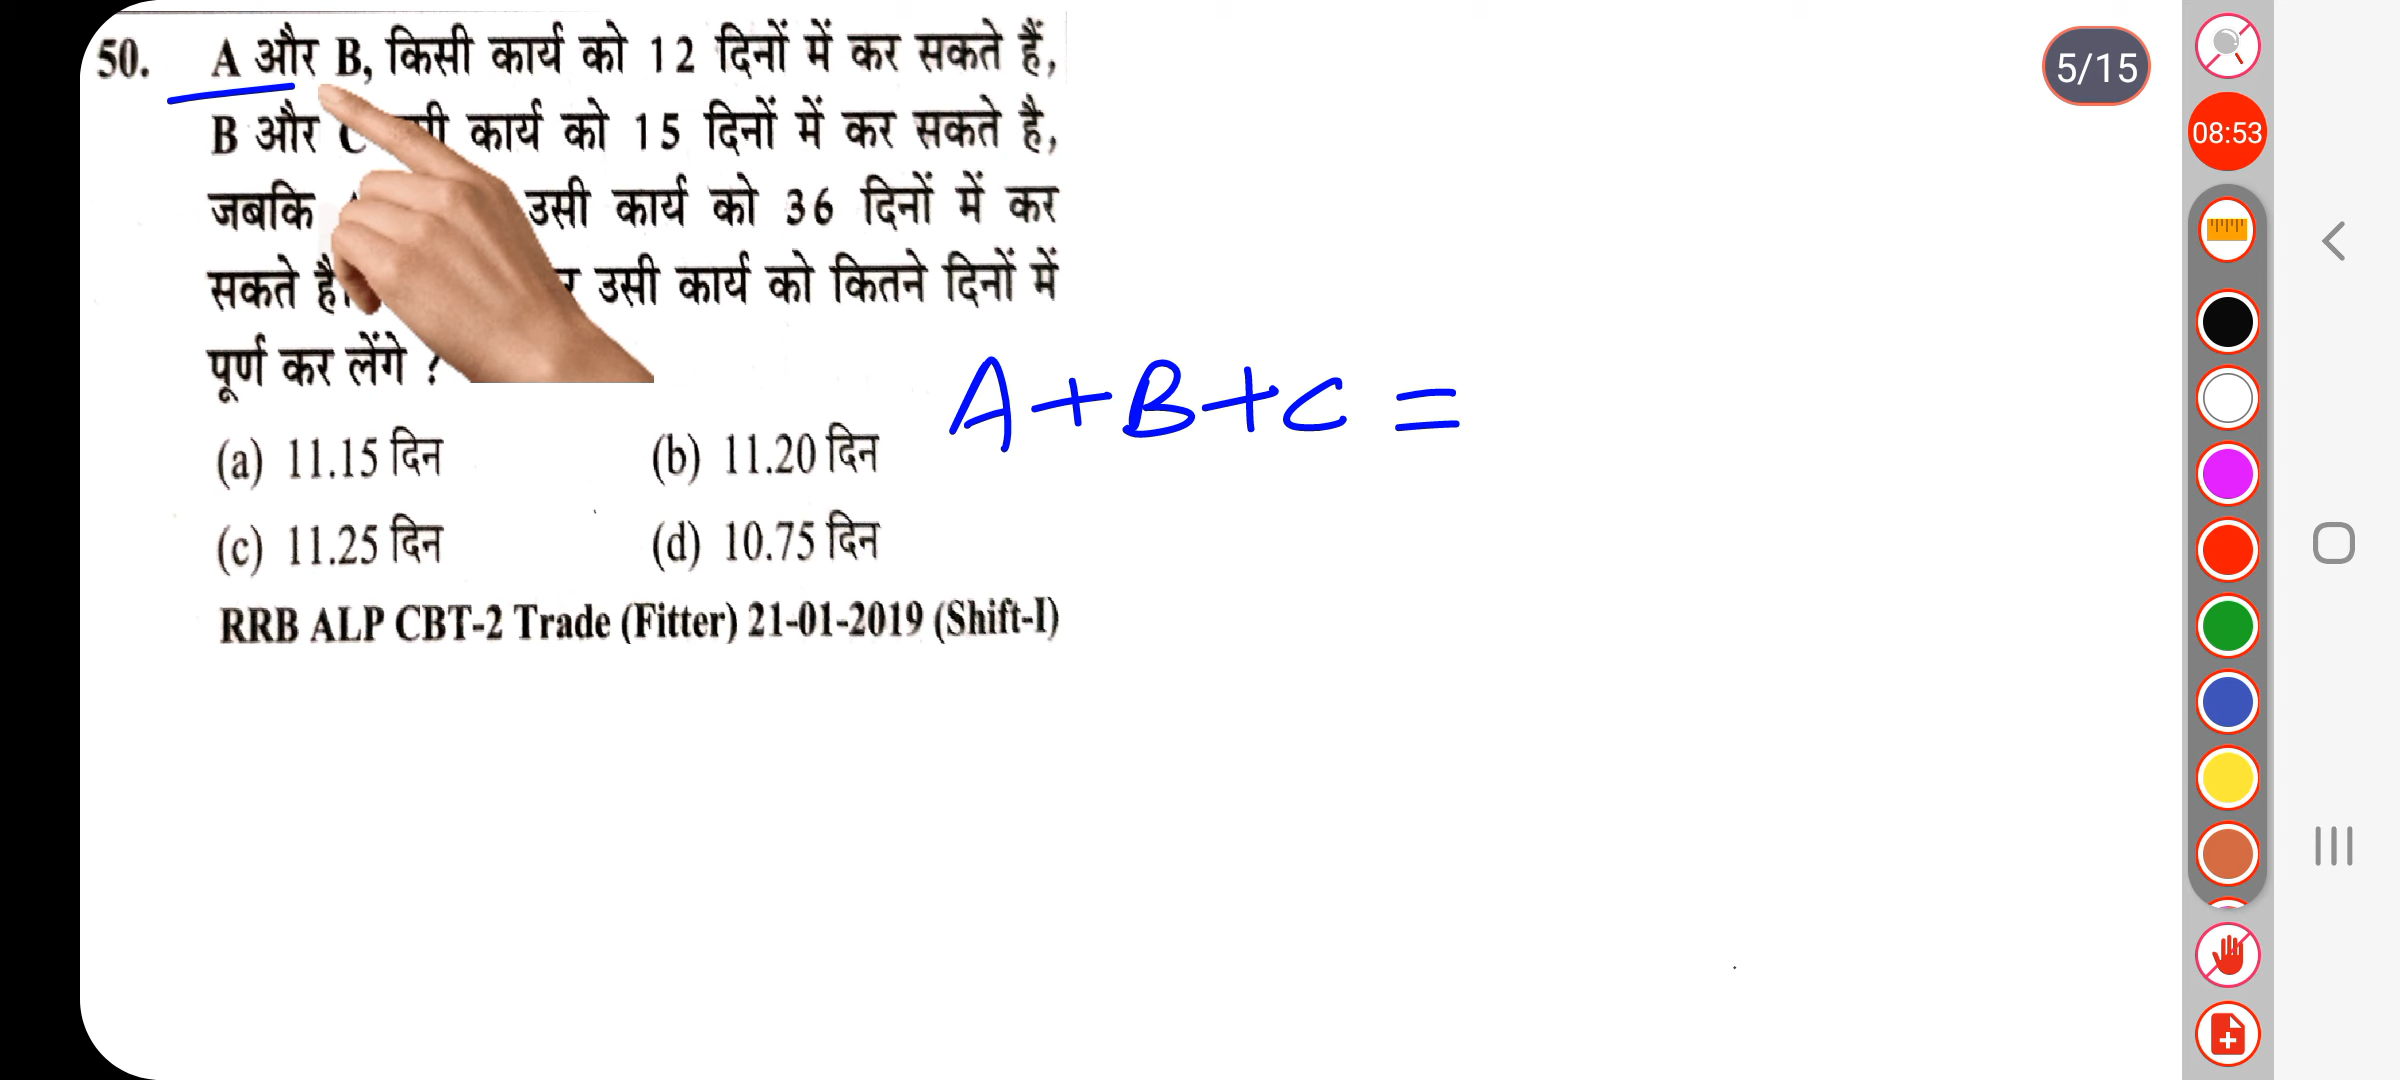 50. A और B, किसी कार्य को 12 दिनों में कर सकते हैं,
B और कार्य को 15 दिनों में कर सकते है,
जबकि उसी कार्य को 36 दिनों में कर
सकते है। उसी कार्य को कितने दिनों में
पूर्ण कर लेंगे ?
A+B+C =
(a) 11.15 दिन (b) 11.20 दिन
(c) 11.25 दिन (d) 10.75 दिन
RRB ALP CBT-2 Trade (Fitter) 21-01-2019 (Shift-I)
5/15
08:53